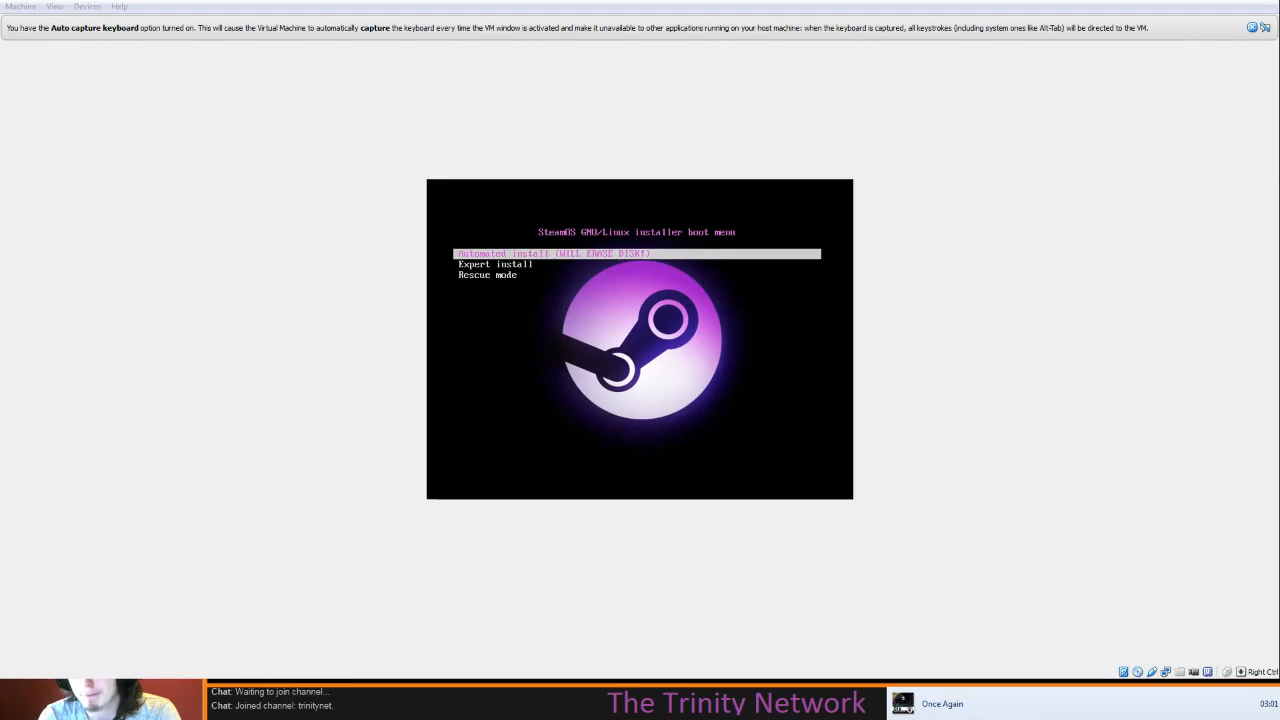 Machine View Devices Help
You have the Auto capture keyboard option turned on. This will cause the Virtual Machine to automatically capture the keyboard every time the VM window is activated and make it unavailable to other applications running on your host machine: when the keyboard is captured, all keystrokes (including system ones like Alt-Tab) will be directed to the VM.
SteamOS GNU/Linux installer boot menu
Automated install (WILL ERASE DISK!)
Expert install
Rescue mode
Right Ctrl
Chat: Waiting to join channel...
Chat: Joined channel: trinitynet.
The Trinity Network
Once Again
03:01